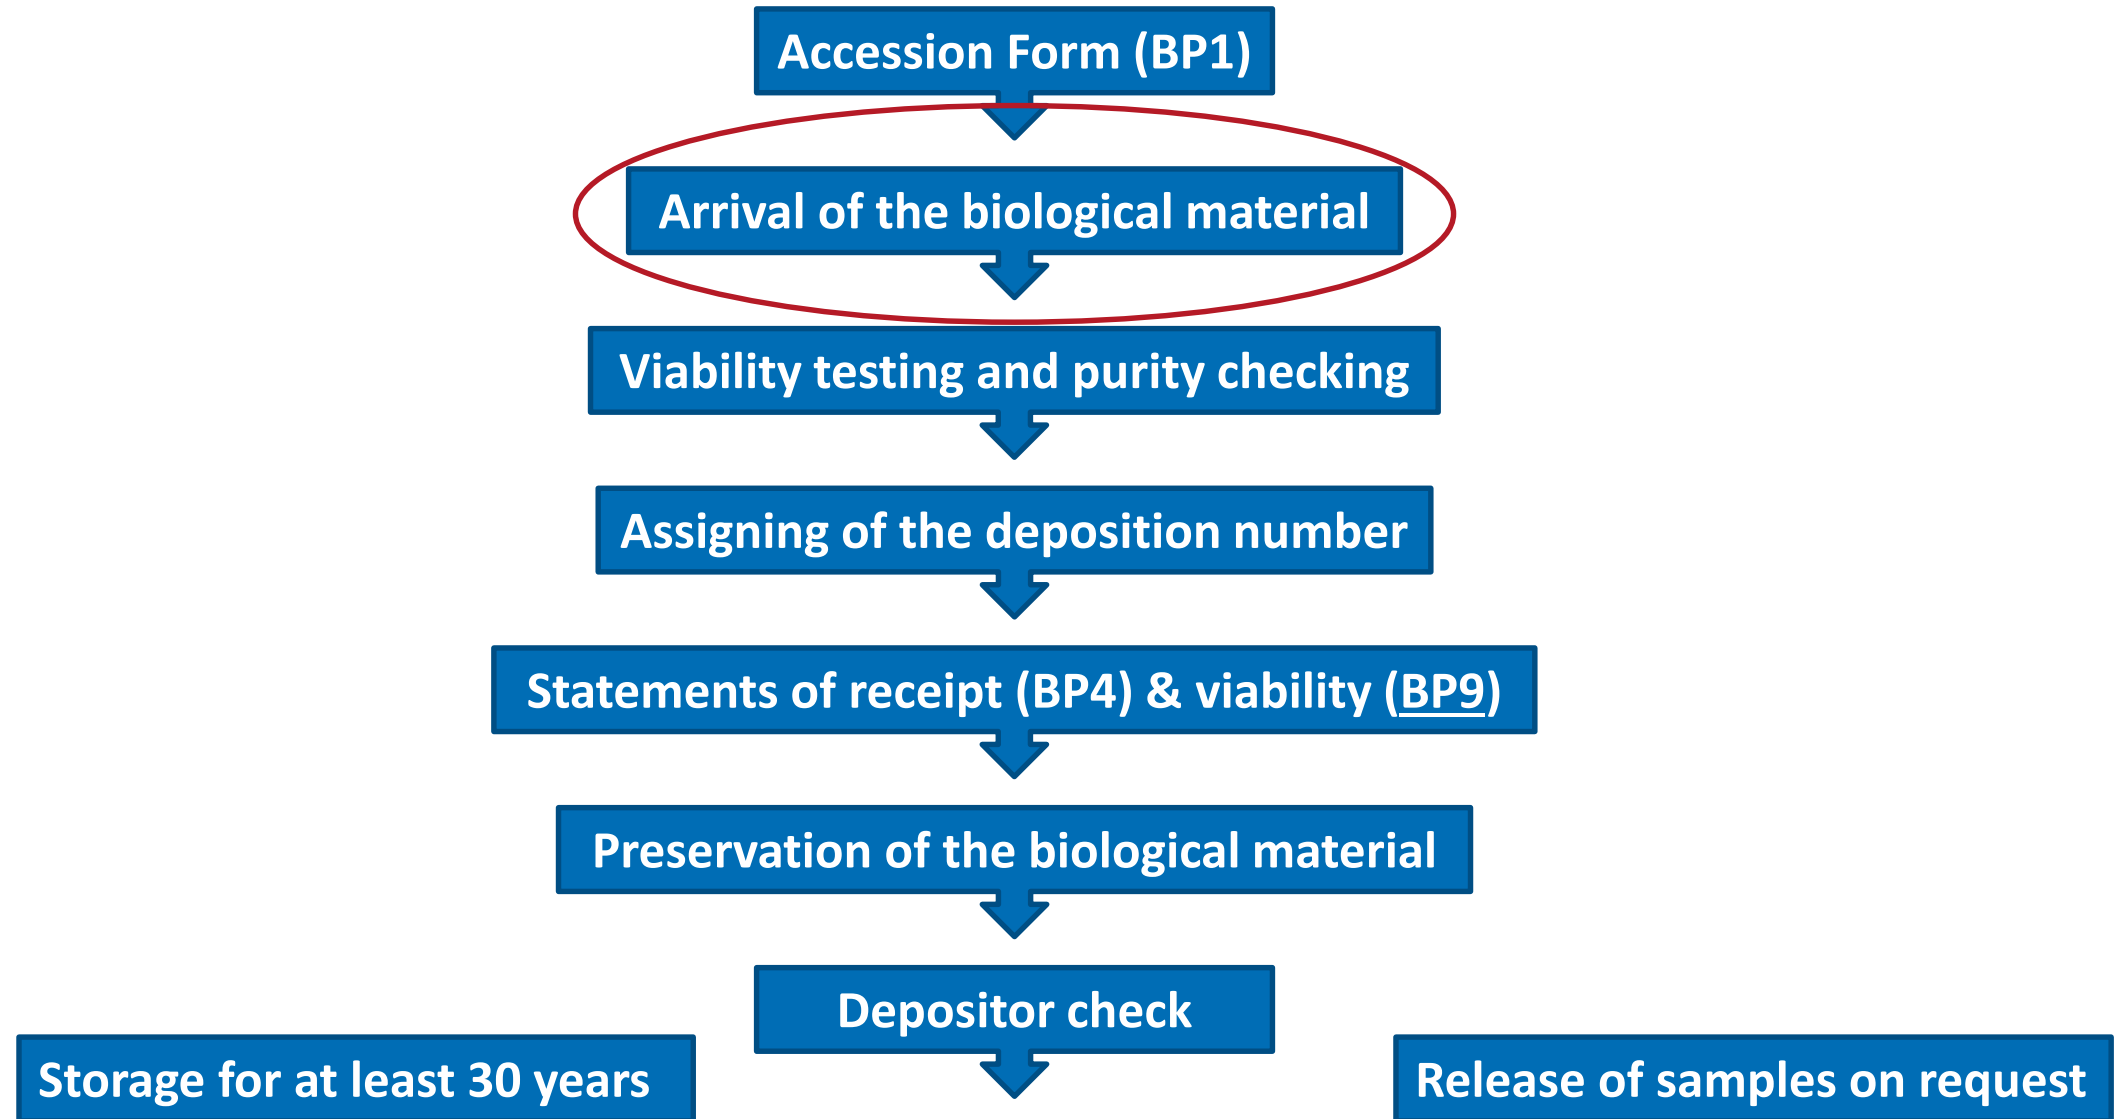 Accession Form (BP1)
Arrival of the biological material
Viability testing and purity checking
Assigning of the deposition number
Statements of receipt (BP4) & viability (BP9)
Preservation of the biological material
Depositor check
Storage for at least 30 years
Release of samples on request